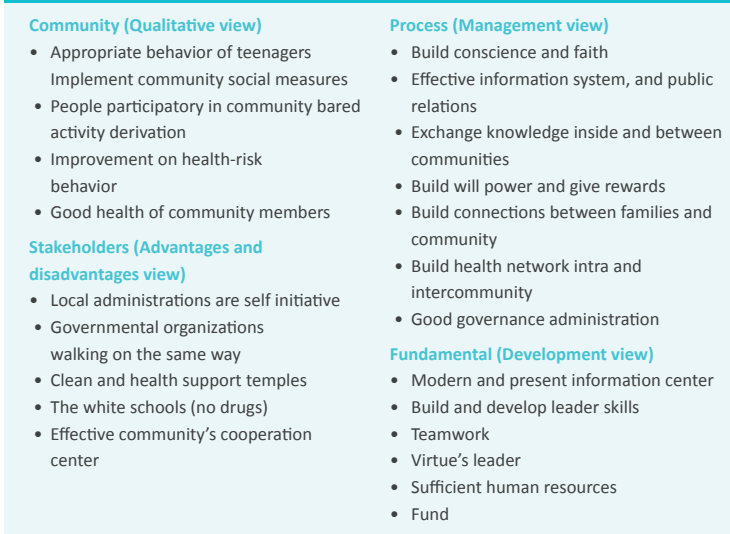 Community (Qualitative view)
• Appropriate behavior of teenagers
Implement community social measures
• People participatory in community bared
activity derivation
• Improvement on health-risk
behavior
• Good health of community members
Stakeholders (Advantages and
disadvantages view)
• Local administrations are self initiative
• Governmental organizations
walking on the same way
• Clean and health support temples
• The white schools (no drugs)
• Effective community's cooperation
center
Process (Management view)
• Build conscience and faith
• Effective information system, and public
relations
• Exchange knowledge inside and between
communities
• Build will power and give rewards
• Build connections between families and
community
• Build health network intra and
intercommunity
• Good governance administration
Fundamental (Development view)
• Modern and present information center
• Build and develop leader skills
• Teamwork
• Virtue's leader
• Sufficient human resources
• Fund